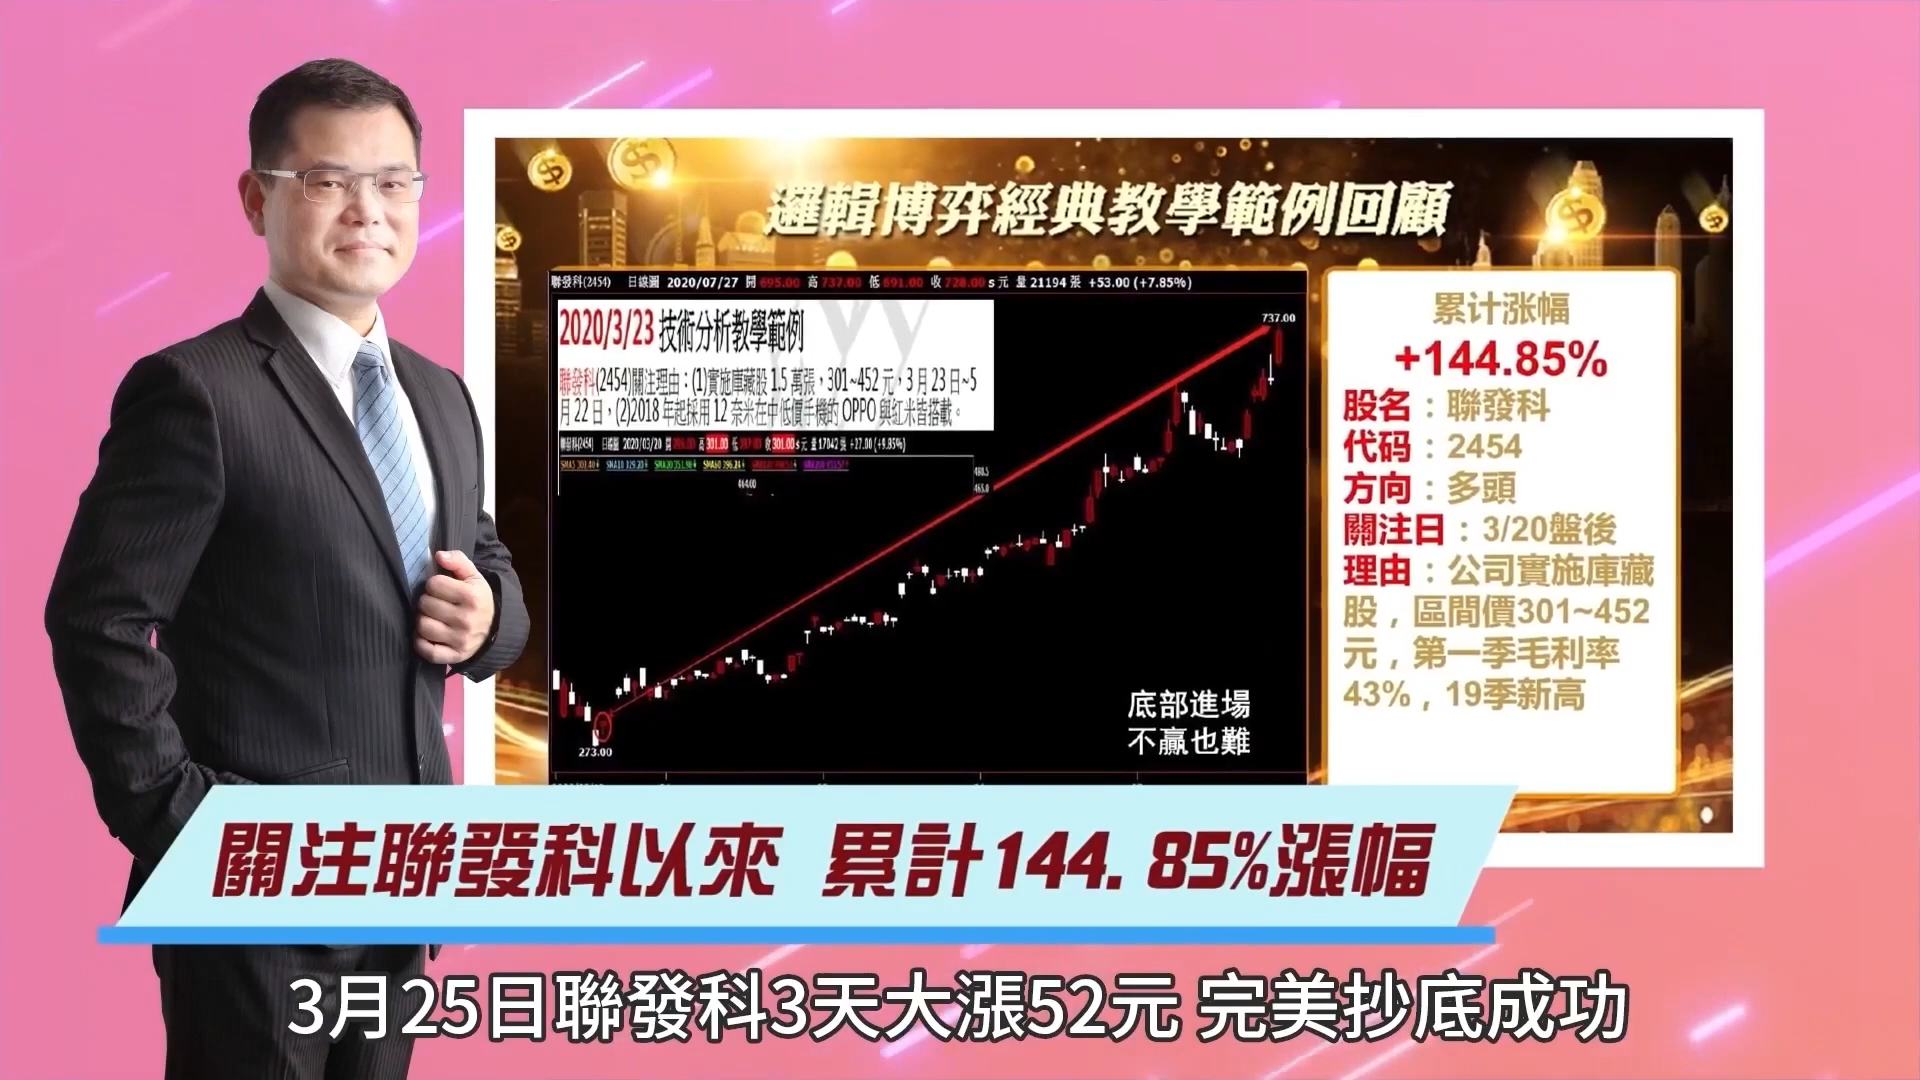 邏輯博弈經典教學範例回顧
聯發科(2454) 日線圖 2020/07/27 開 695.00 高 737.00 低 691.00 收 728.00 s元 量 21194 張 +53.00 (+7.85%)
2020/3/23 技術分析教學範例
聯發科(2454)關注理由：(1)實施庫藏股 1.5 萬張，301~452 元，3 月 23 日~5
月 22 日，(2)2018 年起採用 12 奈米在中低價手機的 OPPO 與紅米皆搭載。
464.00
737.00
273.00
底部進場
不贏也難
累计涨幅
+144.85%
股名：聯發科
代码：2454
方向：多頭
關注日：3/20盤後
理由：公司實施庫藏
股，區間價301~452
元，第一季毛利率
43%，19季新高
關注聯發科以來 累計144.85%漲幅
3月25日聯發科3天大漲52元 完美抄底成功